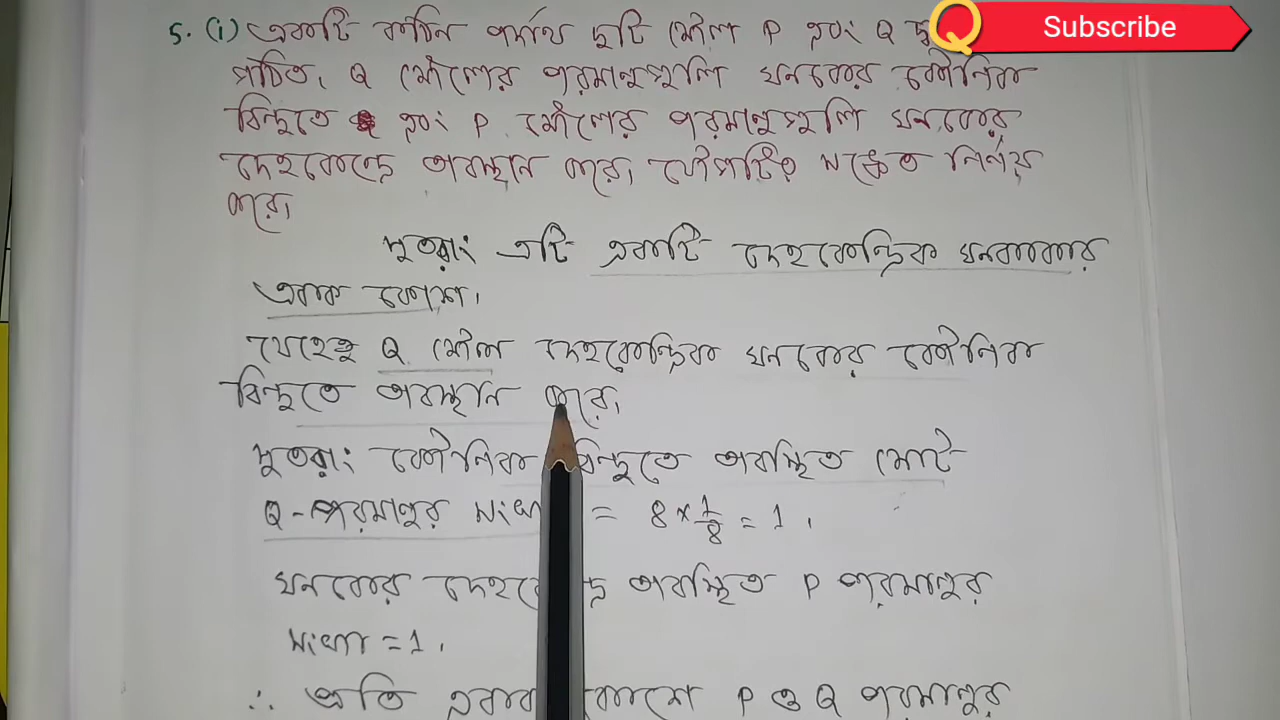 Subscribe
5. (i) একটি কঠিন পদার্থ দুটি মৌল P এবং Q
গঠিত। Q মৌলের পরমাণুগুলি ঘনকের কৌনিক
বিন্দুতে এবং P মৌলের পরমাণুগুলি ঘনকের
দেহকেন্দ্রে অবস্থান করে। যৌগটির সংকেত নির্ণয়
করো।
সুতরাং এটি একটি দেহকেন্দ্রিক ঘনকাকার
একক কোশ।
যেহেতু Q মৌল দেহকেন্দ্রিক ঘনকের কৌনিক
বিন্দুতে অবস্থান করে।
সুতরাং কৌনিক বিন্দুতে অবস্থিত মোট
Q-পরমাণুর = 8 × 1/8 = 1.
ঘনকের অবস্থিত P পরমাণুর
সংখ্যা = 1.
∴ প্রতি P ও Q পরমাণুর